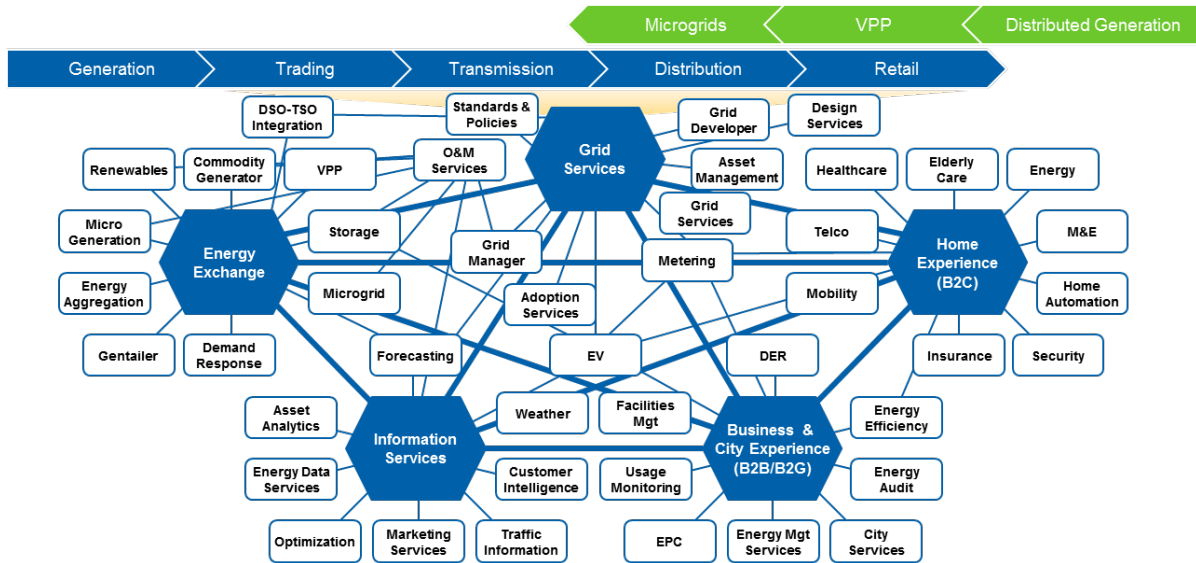 Microgrids
VPP
Distributed Generation
Generation
Trading
Transmission
Distribution
Retail
DSO-TSO
Integration
Standards &
Policies
Grid
Developer
Design
Services
Grid
Services
Renewables
Commodity
Generator
VPP
O&M
Services
Asset
Management
Healthcare
Elderly
Care
Energy
Micro
Generation
Storage
Grid
Services
Telco
M&E
Energy
Exchange
Grid
Manager
Metering
Home
Experience
(B2C)
Energy
Aggregation
Microgrid
Adoption
Services
Mobility
Home
Automation
Gentailer
Demand
Response
Forecasting
EV
DER
Insurance
Security
Asset
Analytics
Weather
Facilities
Mgt
Energy
Efficiency
Information
Services
Business &
City Experience
(B2B/B2G)
Energy Data
Services
Customer
Intelligence
Usage
Monitoring
Energy
Audit
Optimization
Marketing
Services
Traffic
Information
EPC
Energy Mgt
Services
City
Services